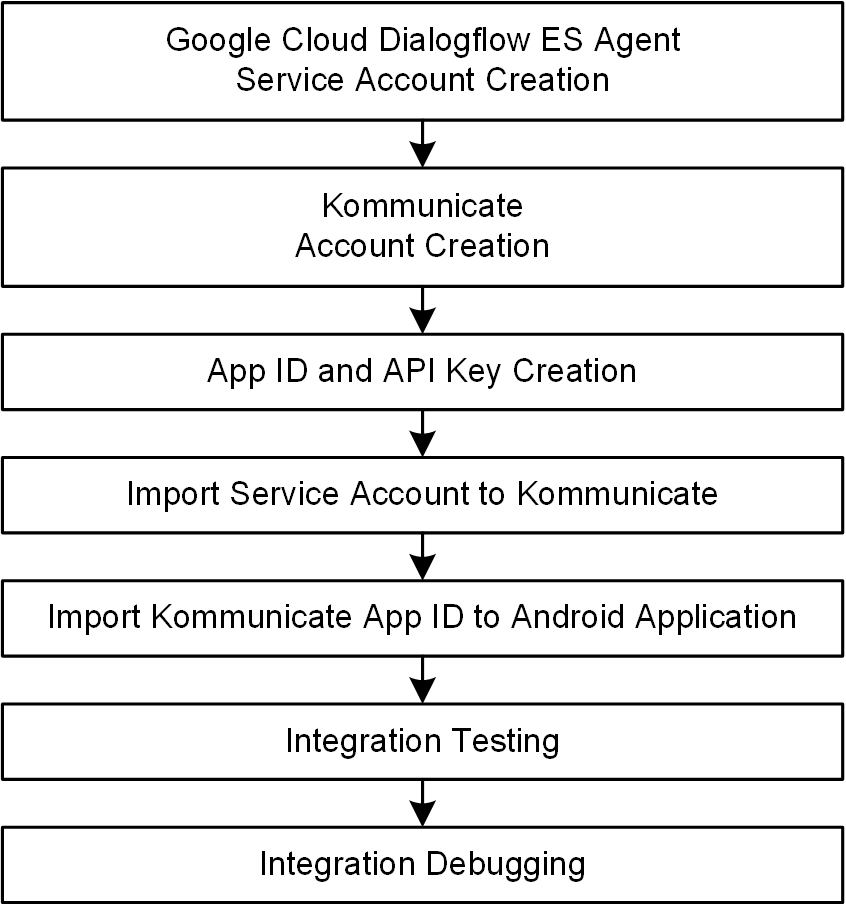 Google Cloud Dialogflow ES Agent
Service Account Creation
Kommunicate
Account Creation
App ID and API Key Creation
Import Service Account to Kommunicate
Import Kommunicate App ID to Android Application
Integration Testing
Integration Debugging